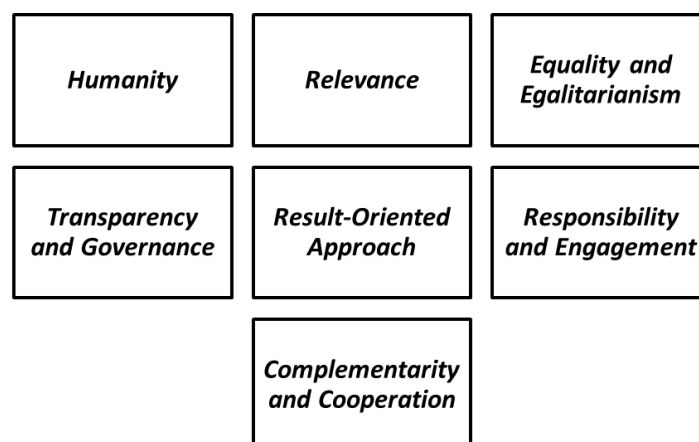 Humanity
Relevance
Equality and
Egalitarianism
Transparency
and Governance
Result-Oriented
Approach
Responsibility
and Engagement
Complementarity
and Cooperation